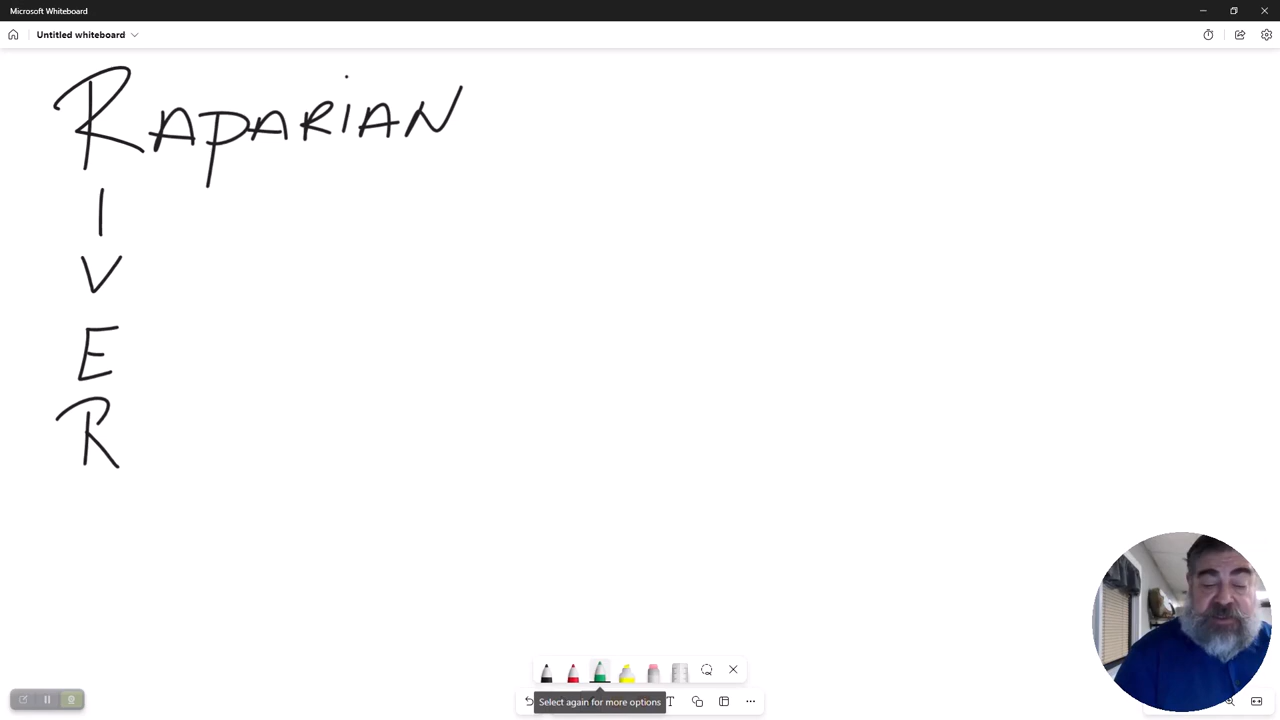 Microsoft Whiteboard
Untitled whiteboard
RAPARiAN
I
V
E
R
Select again for more options
T